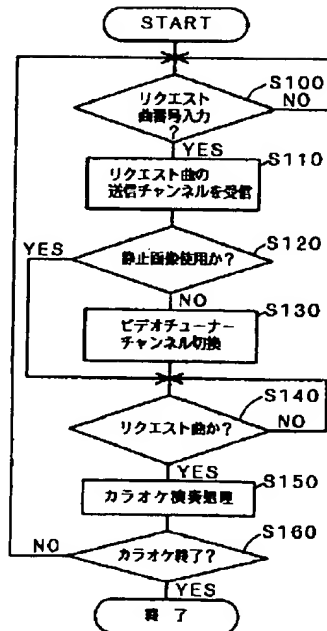 START
S100
リクエスト
曲番号入力
?
NO
YES
S110
リクエスト曲の
送信チャンネルを受信
YES
S120
静止画像使用か?
NO
S130
ビデオチューナー
チャンネル切換
S140
リクエスト曲か?
NO
YES
S150
カラオケ演奏処理
S160
NO
カラオケ終了?
YES
終了